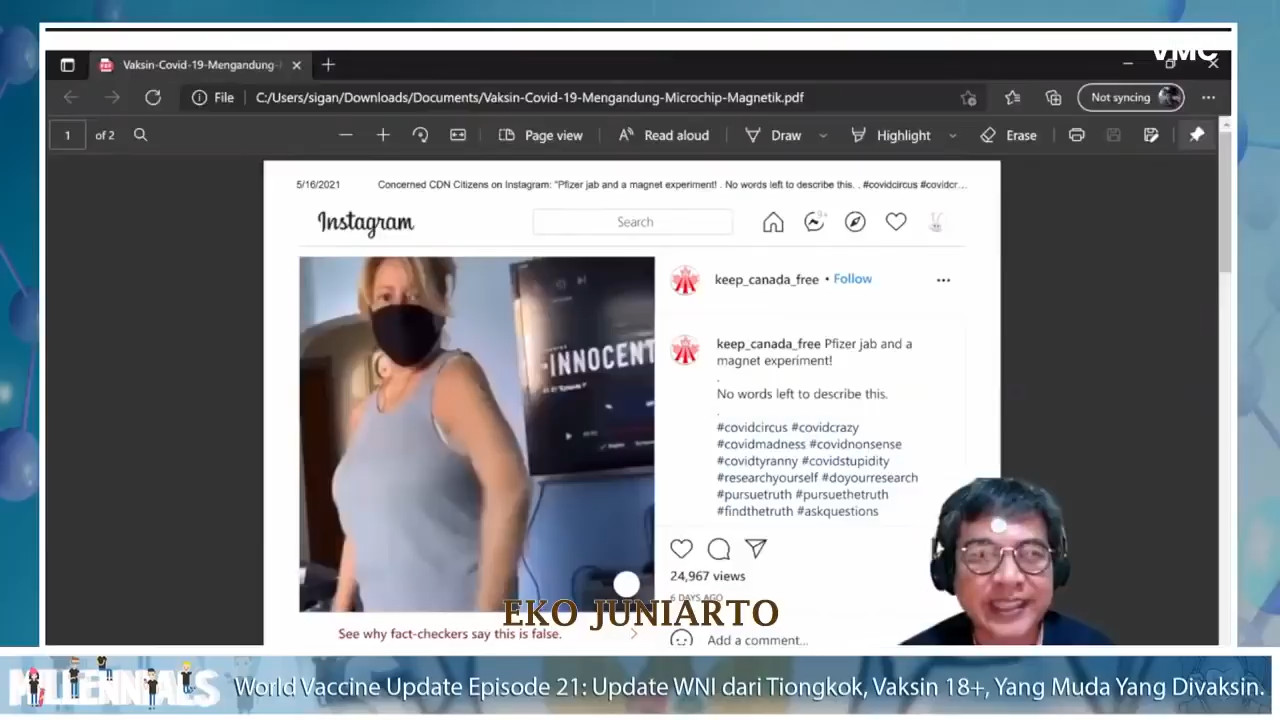 VMC
Vaksin-Covid-19-Mengandung-
File
C:/Users/sigan/Downloads/Documents/Vaksin-Covid-19-Mengandung-Microchip-Magnetik.pdf
Not syncing
1 of 2
Page view
Read aloud
Draw
Highlight
Erase
5/16/2021
Concerned CDN Citizens on Instagram: "Pfizer jab and a magnet experiment! . No words left to describe this. . #covidcircus #covidcr…
Instagram
Search
9+
-INNOCENT
keep_canada_free • Follow
keep_canada_free Pfizer jab and a
magnet experiment!
.
No words left to describe this.
.
#covidcircus #covidcrazy
#covidmadness #covidnonsense
#covidtyranny #covidstupidity
#researchyourself #doyourresearch
#pursuetruth #pursuethetruth
#findthetruth #askquestions
24,967 views
6 DAYS AGO
Add a comment...
See why fact-checkers say this is false.
EKO JUNIARTO
MILLENNIALS
World Vaccine Update Episode 21: Update WNI dari Tiongkok, Vaksin 18+, Yang Muda Yang Divaksin.